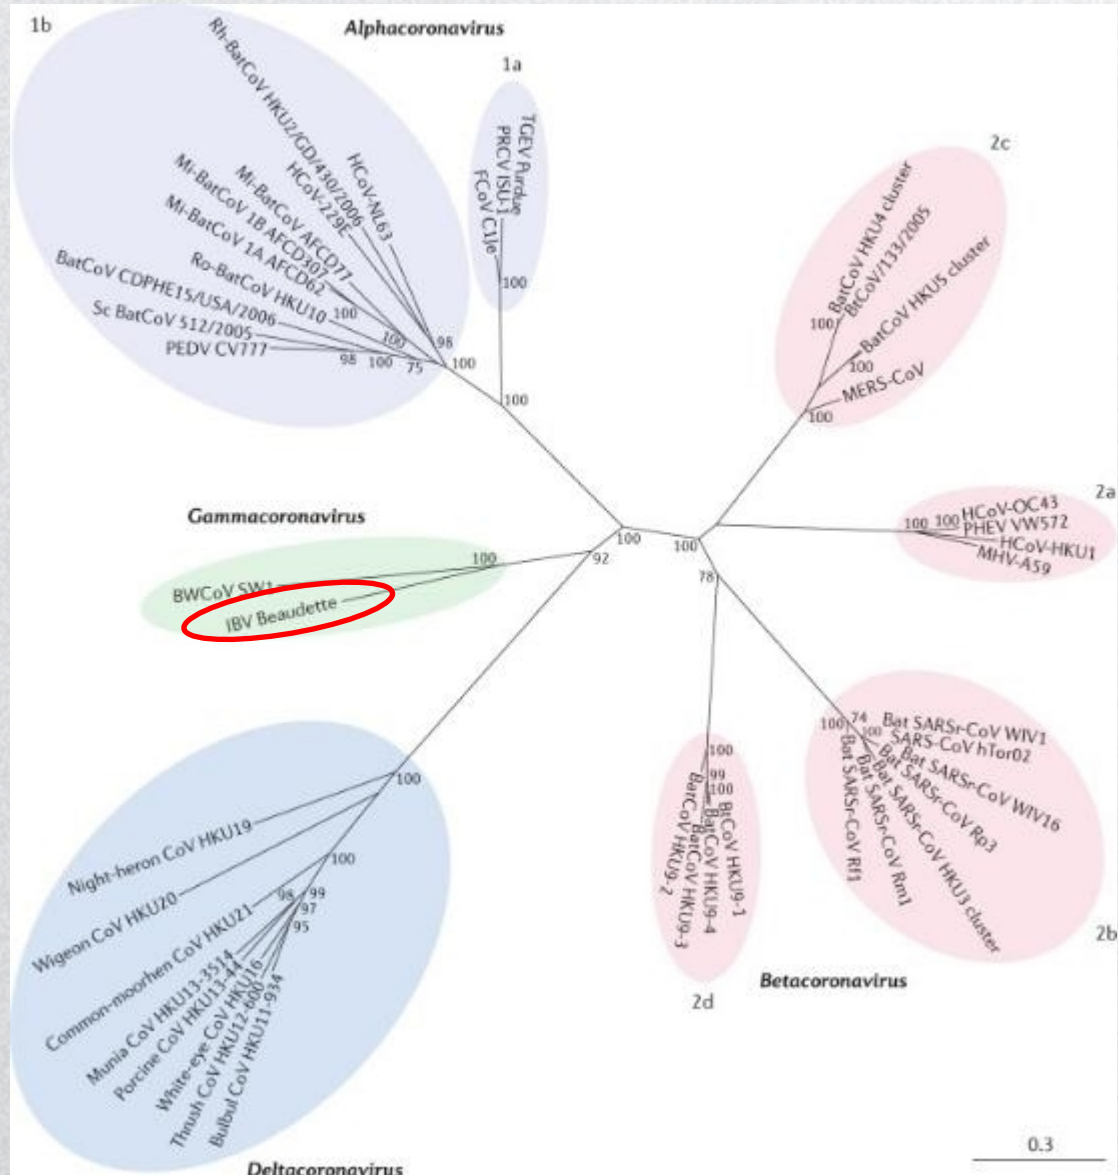 1b
Alphacoronavirus
1a
Rh-BatCoV HKU2/GD/430/2006
HCoV-NL63
HCoV-229E
Mi-BatCoV AFCD77
Mi-BatCoV 1B AFCD307
Mi-BatCoV 1A AFCD62
Ro-BatCoV HKU10
BatCoV CDPHE15/USA/2006
Sc BatCoV 512/2005
PEDV CV777
100
100
98
98
100
75
100
TGEV Purdue
PRCV ISU-1
FCoV C1Je
100
100
2c
BatCoV HKU4 cluster
BtCoV/133/2005
BatCoV HKU5 cluster
MERS-CoV
100
100
100
2a
HCoV-OC43
PHEV VW572
HCoV-HKU1
MHV-A59
100
100
Gammacoronavirus
100
BWCoV SW1
IBV Beaudette
92
100
100
78
Bat SARSr-CoV WIV1
SARS-CoV hTor02
Bat SARSr-CoV WIV16
Bat SARSr-CoV Rp3
Bat SARSr-CoV HKU3 cluster
Bat SARSr-CoV Rm1
Bat SARSr-CoV Rf1
100
74
100
2b
100
99
100
BtCoV HKU9-1
BatCoV HKU9-4
BatCoV HKU9-3
BatCoV HKU9-2
2d
Betacoronavirus
100
Night-heron CoV HKU19
Wigeon CoV HKU20
100
Common-moorhen CoV HKU21
98
99
97
95
Munia CoV HKU13-3514
Porcine CoV HKU13-44
White-eye CoV HKU16
Thrush CoV HKU12-600
Bulbul CoV HKU11-934
Deltacoronavirus
0.3